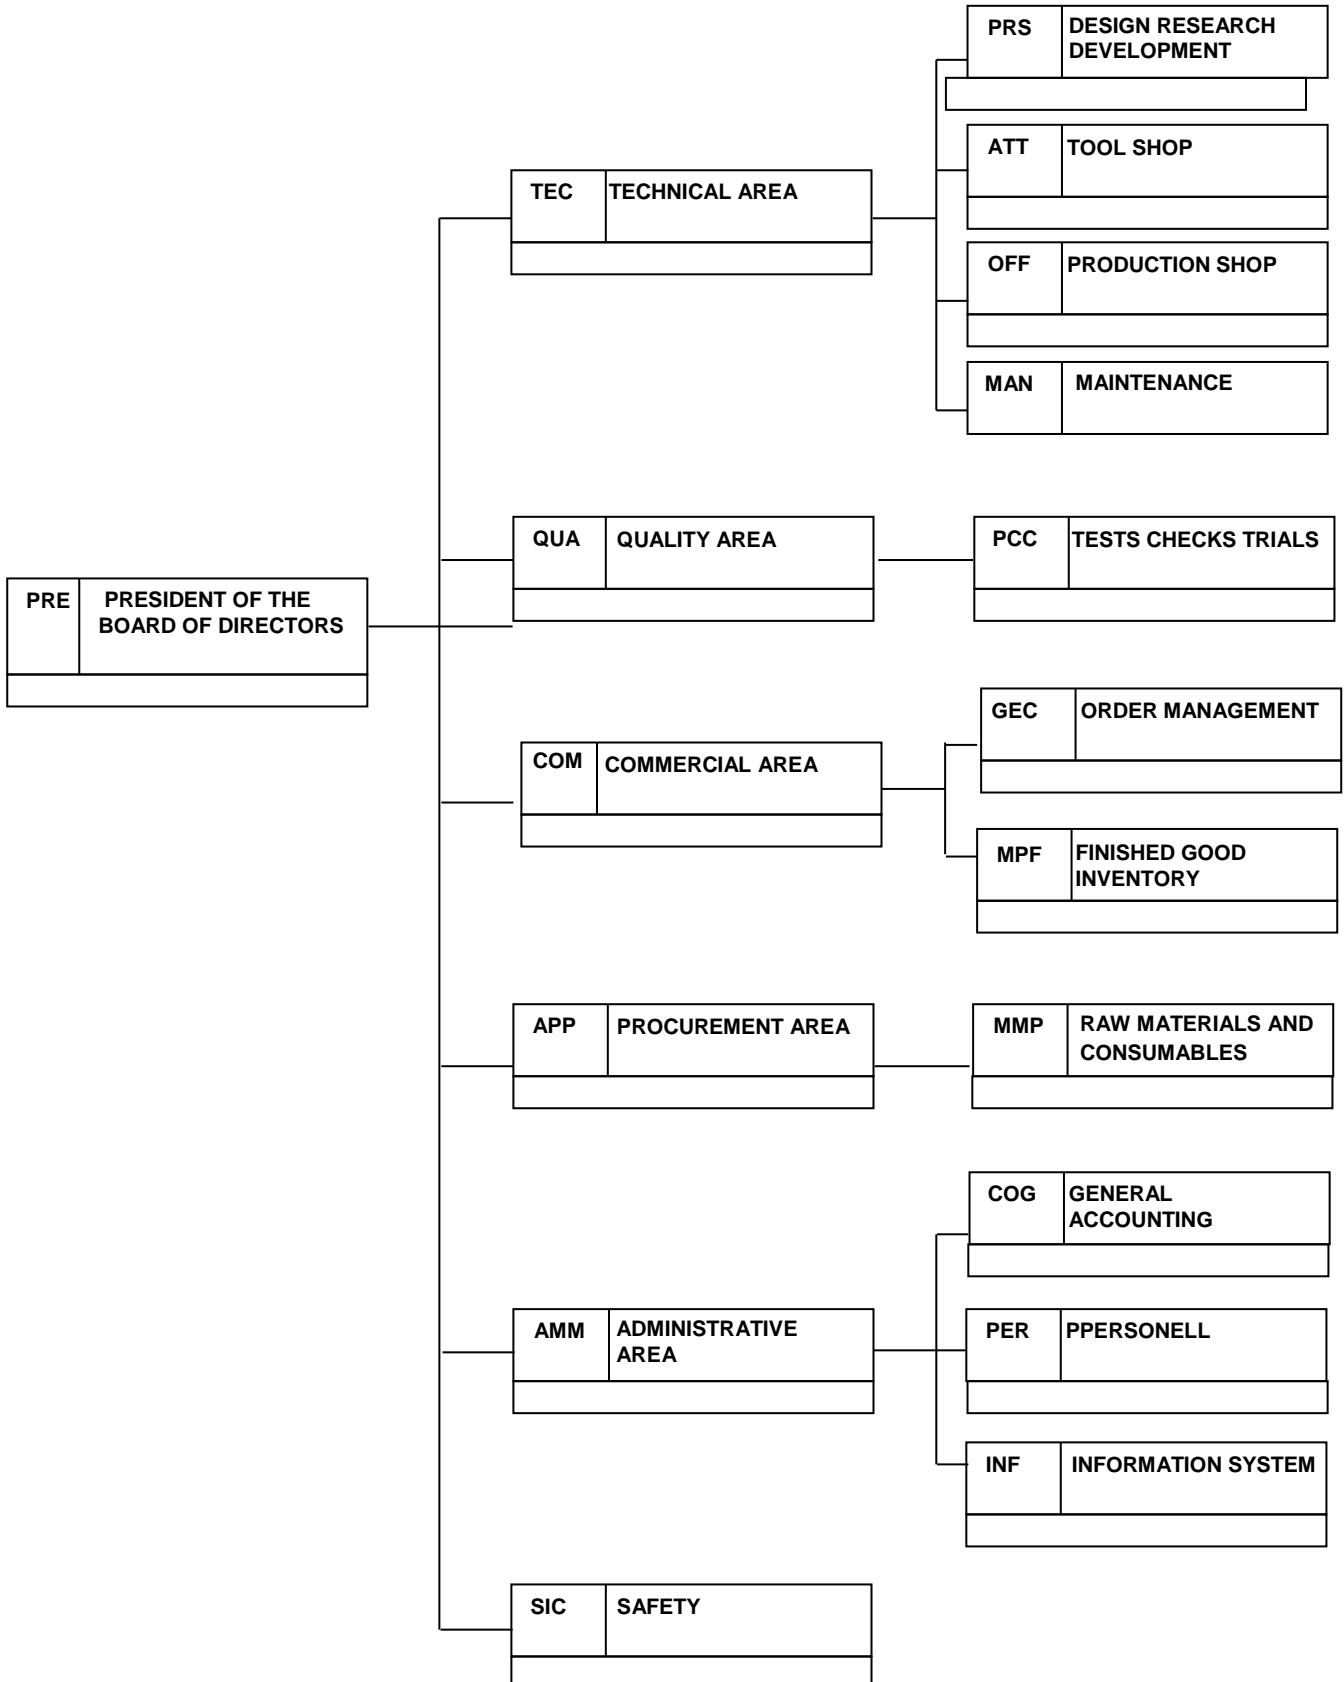 PRE
PRESIDENT OF THE
BOARD OF DIRECTORS
TEC
TECHNICAL AREA
PRS
DESIGN RESEARCH
DEVELOPMENT
ATT
TOOL SHOP
OFF
PRODUCTION SHOP
MAN
MAINTENANCE
QUA
QUALITY AREA
PCC
TESTS CHECKS TRIALS
COM
COMMERCIAL AREA
GEC
ORDER MANAGEMENT
MPF
FINISHED GOOD
INVENTORY
APP
PROCUREMENT AREA
MMP
RAW MATERIALS AND
CONSUMABLES
AMM
ADMINISTRATIVE
AREA
COG
GENERAL
ACCOUNTING
PER
PPERSONELL
INF
INFORMATION SYSTEM
SIC
SAFETY